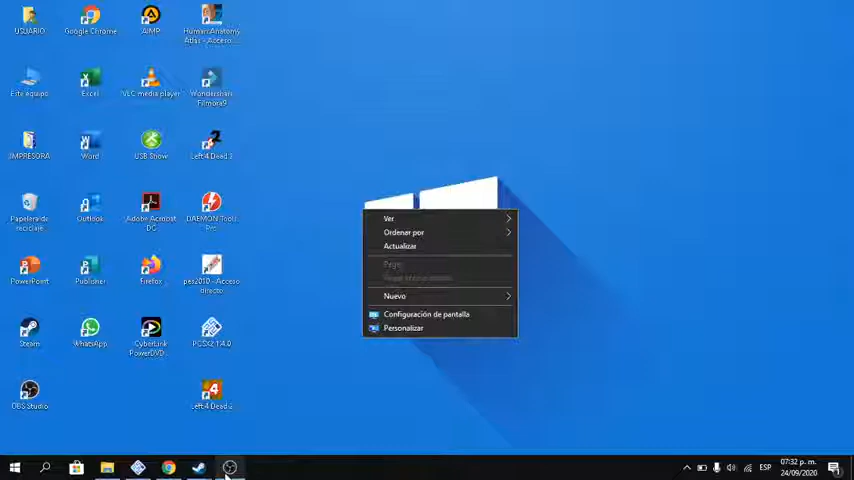 USUARIO
Google Chrome
AIMP
Human Anatomy
Atlas - Acceso...
Este equipo
Excel
VLC media player
Wondershare
Filmora9
IMPRESORA
Word
USB Show
Left 4 Dead 2
Papelera de
reciclaje
Outlook
Adobe Acrobat
DC
DAEMON Tools
Pro
PowerPoint
Publisher
Firefox
pes2010 - Acceso
directo
Steam
WhatsApp
CyberLink
PowerDVD...
PCSX2 1.4.0
OBS Studio
Left 4 Dead 2
Ver
Ordenar por
Actualizar
Pegar
Nuevo
Configuración de pantalla
Personalizar
ESP
07:32 p. m.
24/09/2020